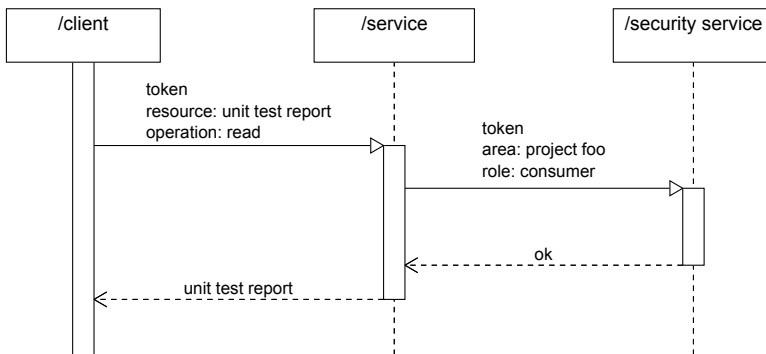 /client
/service
/security service
token
resource: unit test report
operation: read
token
area: project foo
role: consumer
ok
unit test report